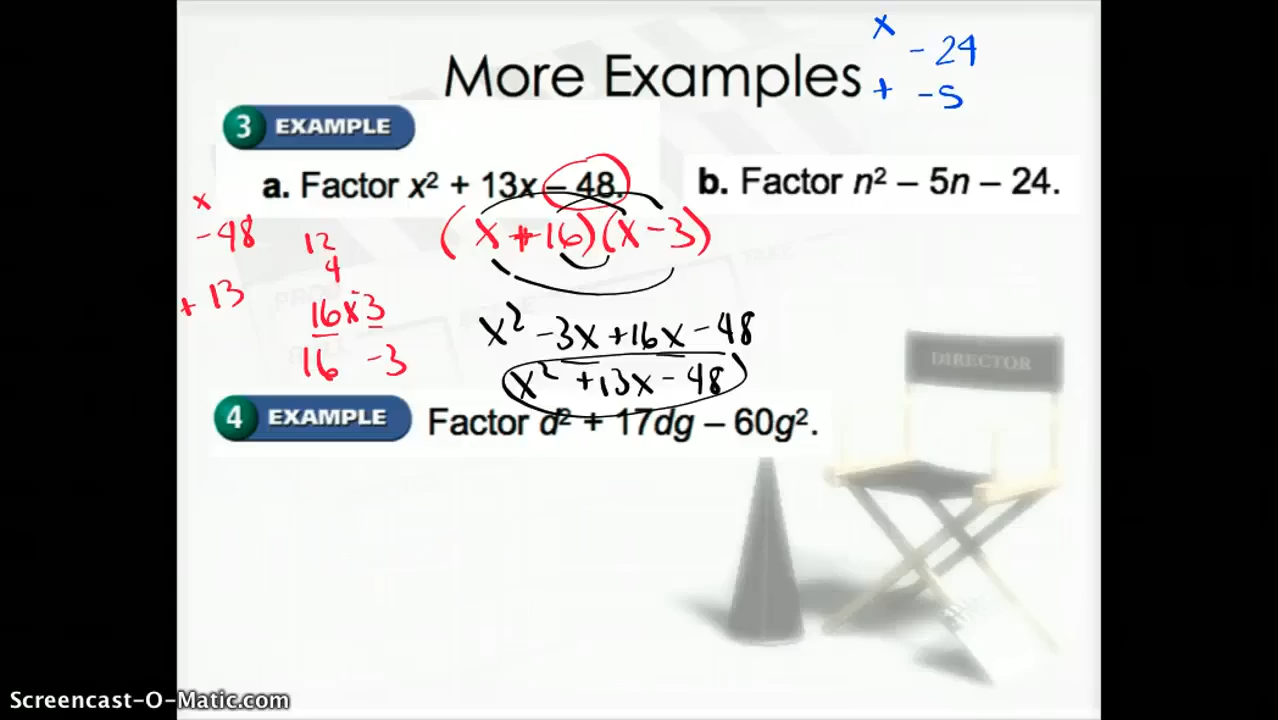 More Examples
x
- 24
+ -5
3 EXAMPLE
a. Factor x² + 13x – 48.
b. Factor n² – 5n – 24.
(x + 16)(x - 3)
x
-48
+ 13
12
4
16 x 3
16 -3
x² - 3x + 16x - 48
x² + 13x - 48
4 EXAMPLE
Factor d² + 17dg – 60g².
DIRECTOR
Screencast-O-Matic.com